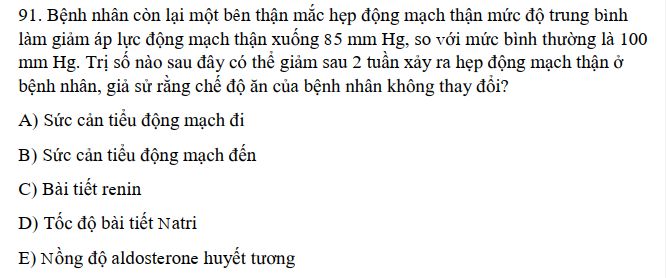 91. Bệnh nhân còn lại một bên thận mắc hẹp động mạch thận mức độ trung bình
làm giảm áp lực động mạch thận xuống 85 mm Hg, so với mức bình thường là 100
mm Hg. Trị số nào sau đây có thể giảm sau 2 tuần xảy ra hẹp động mạch thận ở
bệnh nhân, giả sử rằng chế độ ăn của bệnh nhân không thay đổi?
A) Sức cản tiểu động mạch đi
B) Sức cản tiểu động mạch đến
C) Bài tiết renin
D) Tốc độ bài tiết Natri
E) Nồng độ aldosterone huyết tương